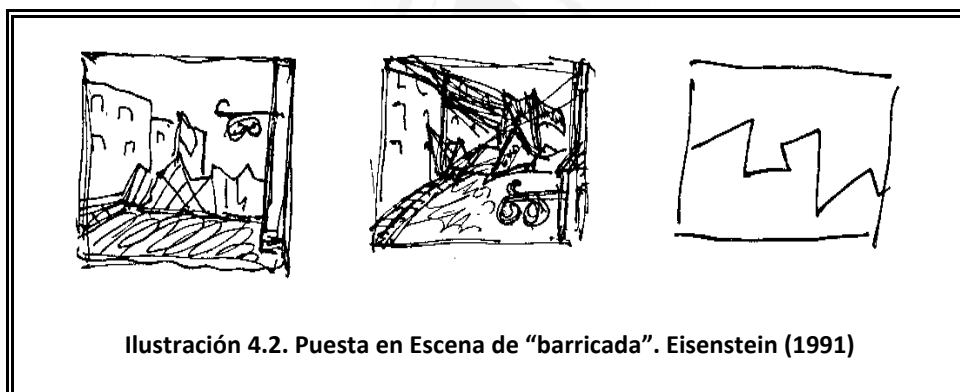 Ilustración 4.2. Puesta en Escena de “barricada”. Eisenstein (1991)